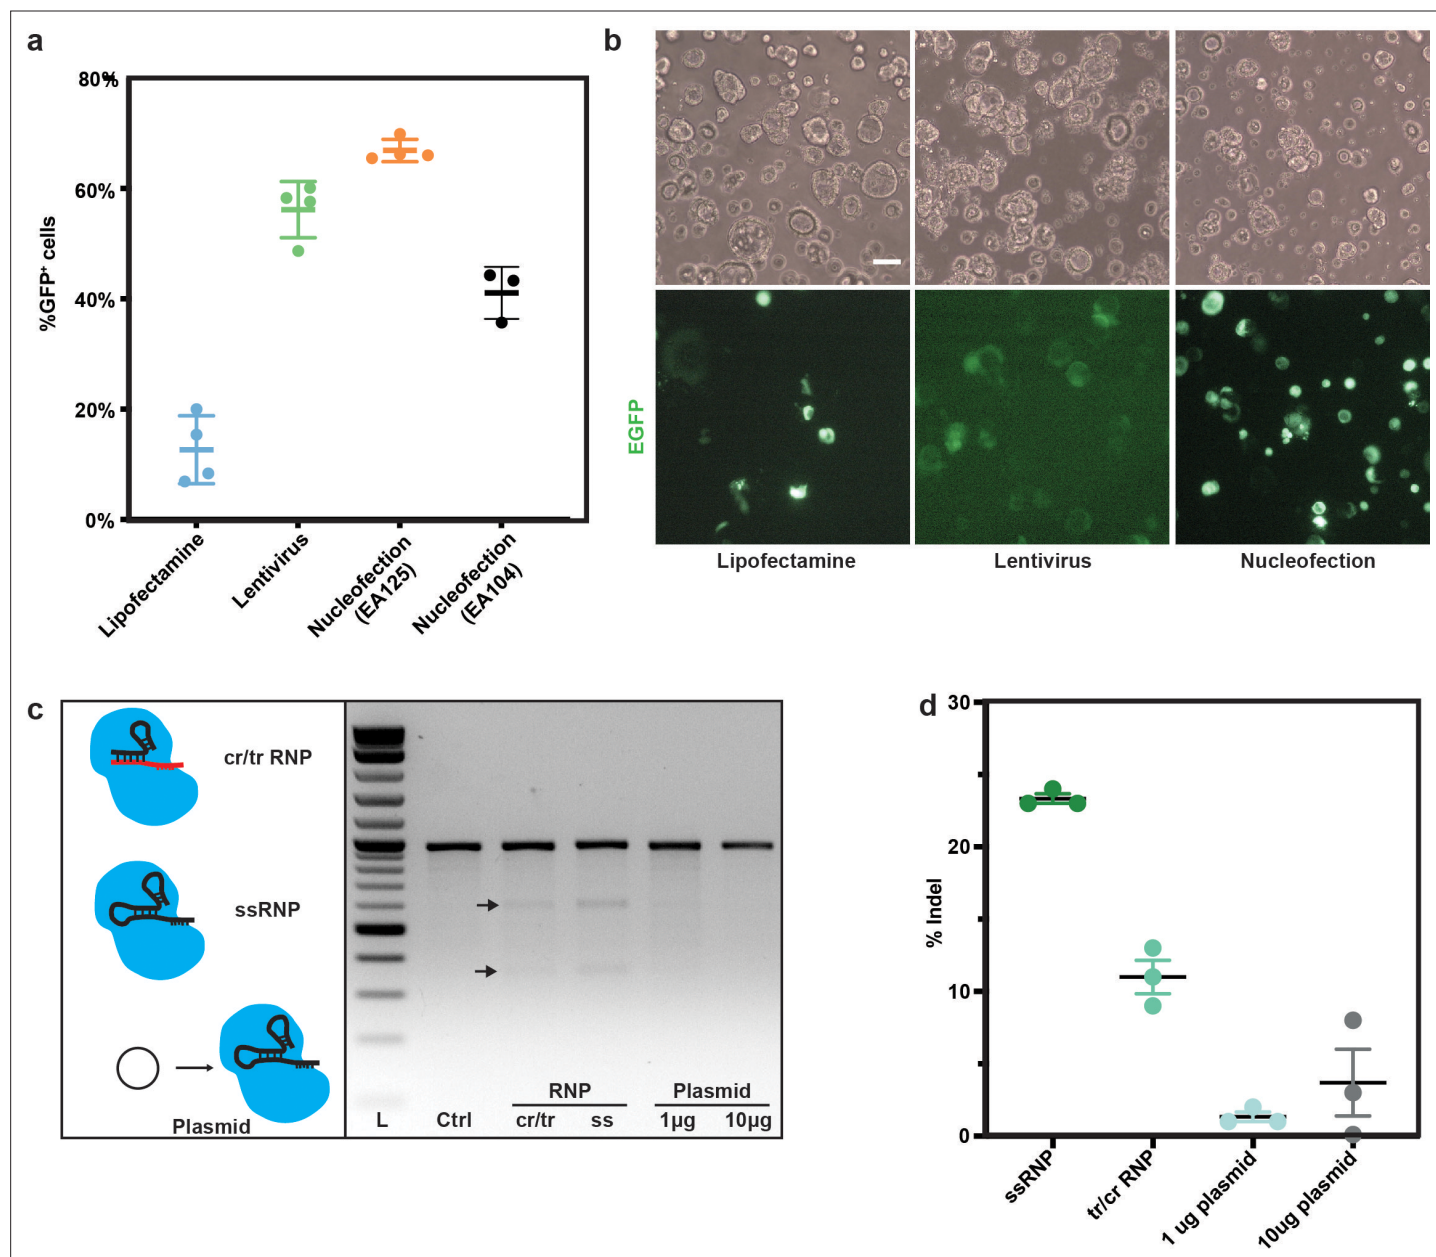 a
80%
60%
40%
20%
0%
%GFP⁺ cells
Lipofectamine
Lentivirus
Nucleofection
(EA125)
Nucleofection
(EA104)
b
EGFP
Lipofectamine
Lentivirus
Nucleofection
c
cr/tr RNP
ssRNP
Plasmid
RNP
Plasmid
L
Ctrl
cr/tr
ss
1µg
10µg
d
30
20
10
0
% Indel
ssRNP
tr/cr RNP
1 ug plasmid
10ug plasmid